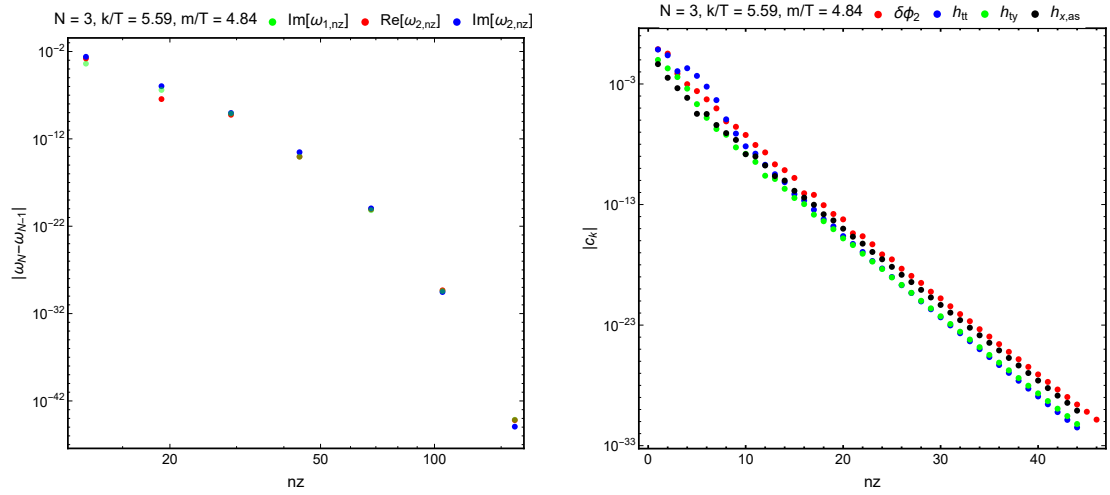 N = 3, k/T = 5.59, m/T = 4.84 Im[ω1,nz] Re[ω2,nz] Im[ω2,nz]
10^-2
10^-12
10^-22
10^-32
10^-42
|ωN-ωN-1|
20 50 100
nz
N = 3, k/T = 5.59, m/T = 4.84 δϕ2 htt hty hx,as
10^-3
10^-13
10^-23
10^-33
|ck|
0 10 20 30 40
nz